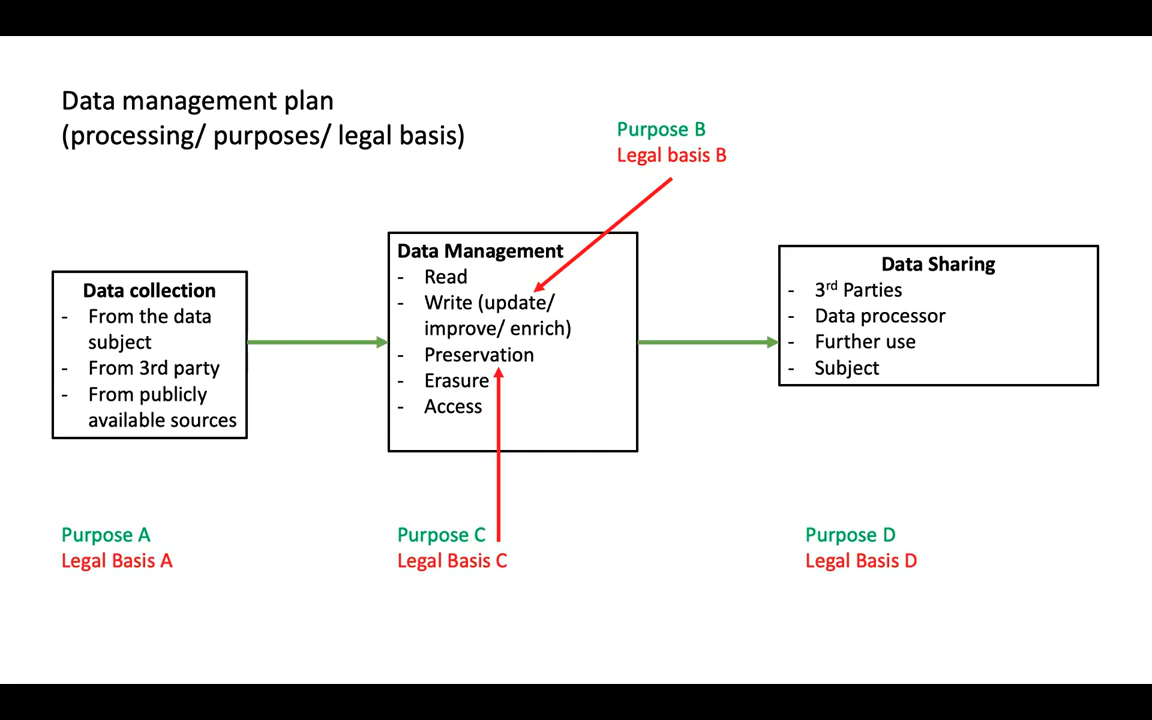 Data management plan
(processing/ purposes/ legal basis)
Purpose B
Legal basis B
Data collection
- From the data
subject
- From 3rd party
- From publicly
available sources
Data Management
- Read
- Write (update/
improve/ enrich)
- Preservation
- Erasure
- Access
Data Sharing
- 3rd Parties
- Data processor
- Further use
- Subject
Purpose A
Legal Basis A
Purpose C
Legal Basis C
Purpose D
Legal Basis D